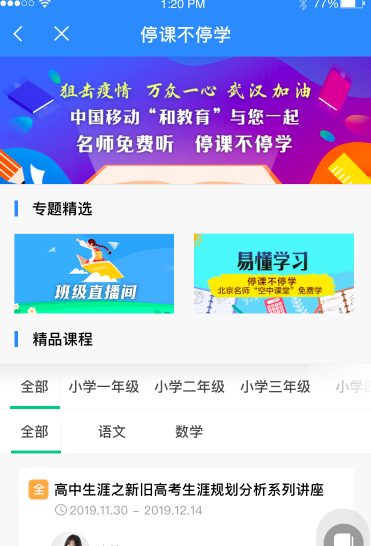 1:20 PM
77%
停课不停学
狙击疫情 万众一心 武汉加油
中国移动“和教育”与您一起
名师免费听 停课不停学
专题精选
班级直播间
易懂学习
停课不停学
北京名师“空中课堂”免费学
精品课程
全部 小学一年级 小学二年级 小学三年级 小学四
全部 语文 数学
全 高中生涯之新旧高考生涯规划分析系列讲座
2019.11.30 - 2019.12.14